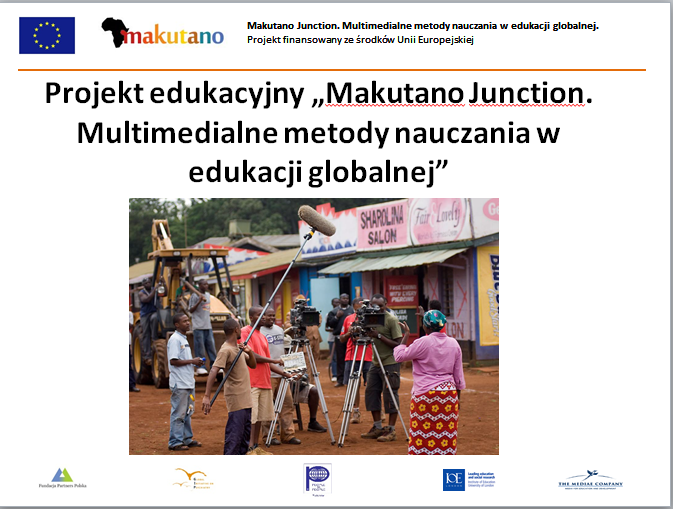 makutano
Makutano Junction. Multimedialne metody nauczania w edukacji globalnej.
Projekt finansowany ze środków Unii Europejskiej
Projekt edukacyjny „Makutano Junction.
Multimedialne metody nauczania w
edukacji globalnej”
SHAROLINA
SALON
Fair & Lovely
SALON
Fundacja Partners Polska
IOE
LONDON
Leading education
and social research
Institute of Education
University of London
THE MEDIAE COMPANY